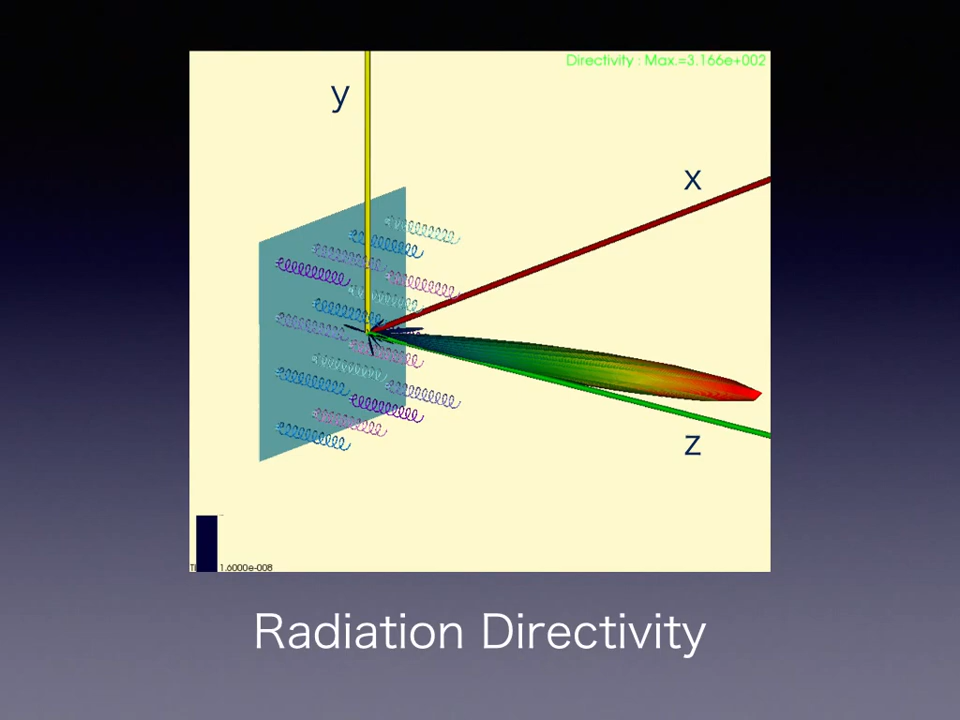 Directivity : Max.=3.166e+002
y
x
z
1.6000e-008
Radiation Directivity